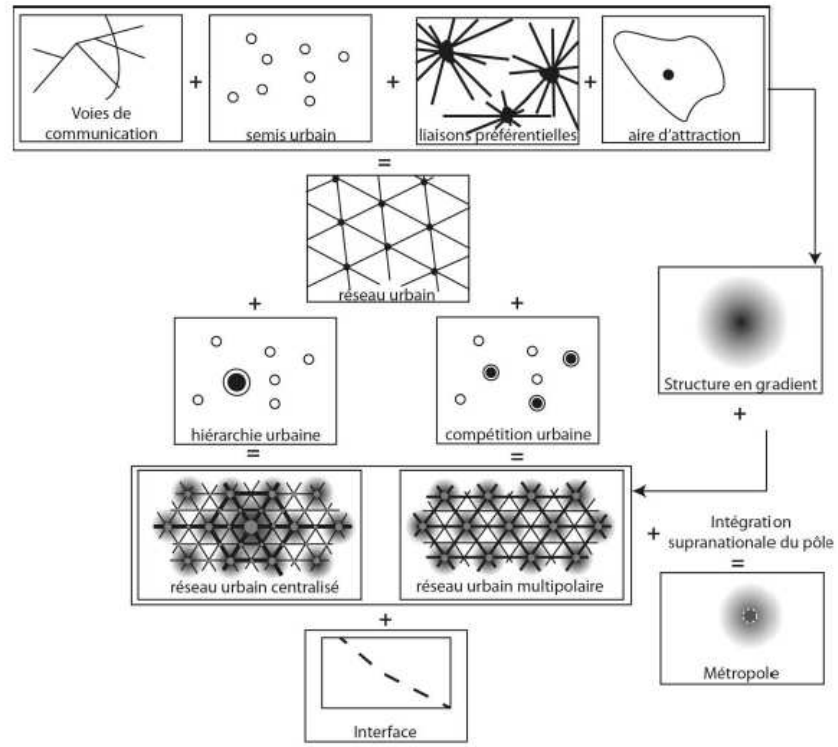 Voies de
communication
+
semis urbain
+
liaisons préférentielles
+
aire d'attraction
=
réseau urbain
+
+
Structure en gradient
+
hiérarchie urbaine
compétition urbaine
=
=
réseau urbain centralisé
réseau urbain multipolaire
+
Intégration
supranationale du pôle
=
Métropole
+
Interface